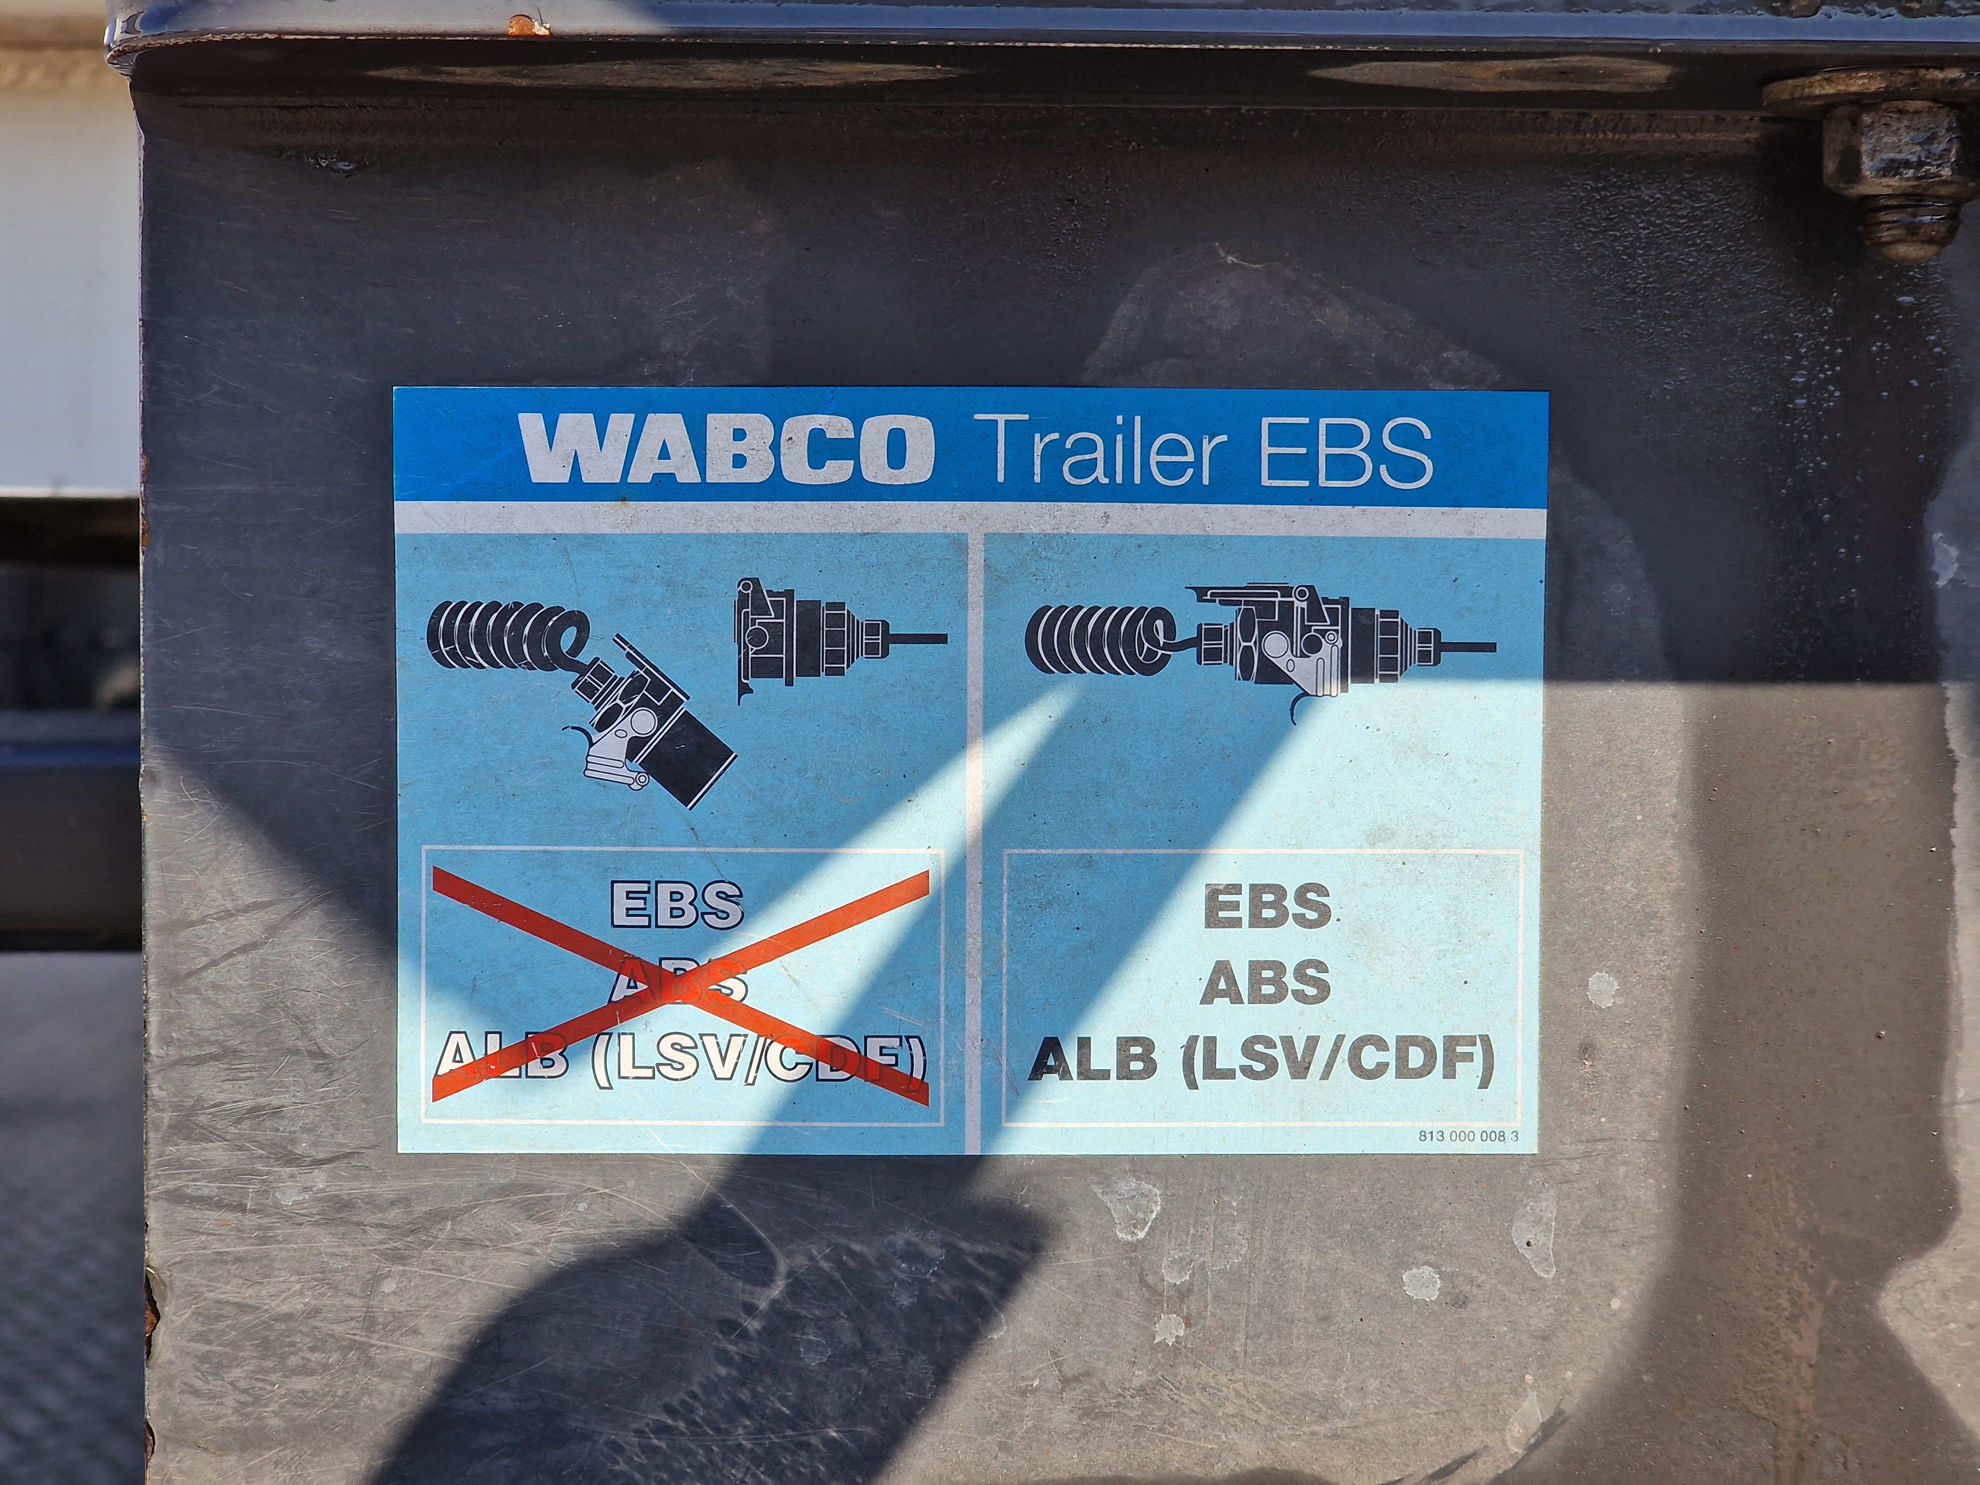 WABCO Trailer EBS
EBS
ABS
ALB (LSV/CDF)
EBS
ABS
ALB (LSV/CDF)
813 000 008 3